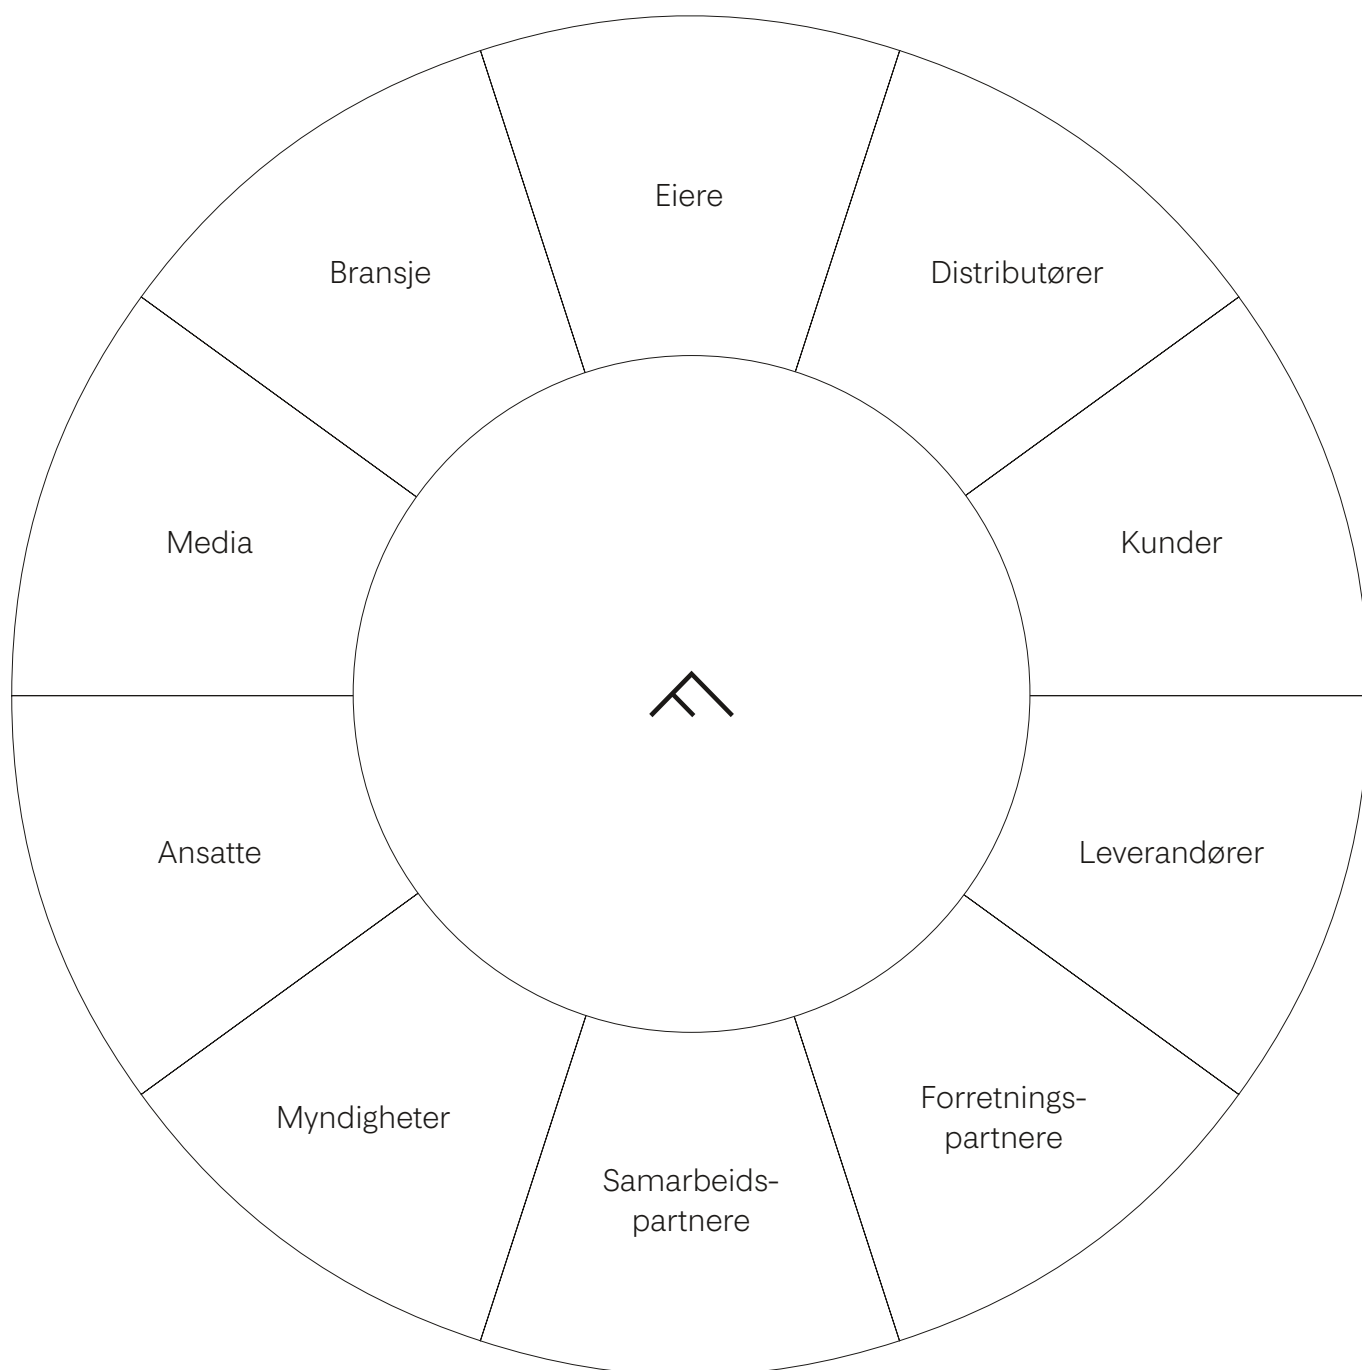 Eiere
Bransje
Distributører
Media
Kunder
Ansatte
Leverandører
Myndigheter
Forretnings-
partnere
Samarbeids-
partnere